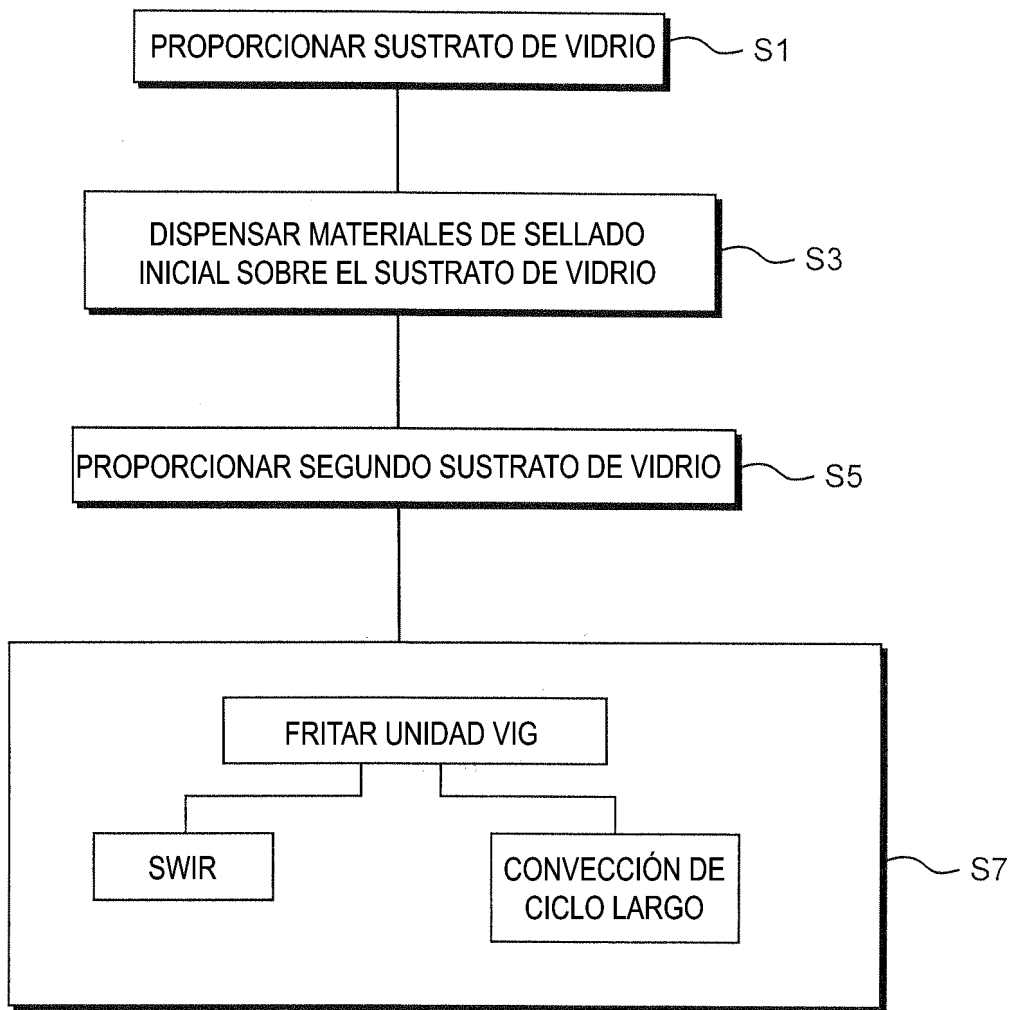 PROPORCIONAR SUSTRATO DE VIDRIO
S1
DISPENSAR MATERIALES DE SELLADO
INICIAL SOBRE EL SUSTRATO DE VIDRIO
S3
PROPORCIONAR SEGUNDO SUSTRATO DE VIDRIO
S5
FRITAR UNIDAD VIG
SWIR
CONVECCIÓN DE
CICLO LARGO
S7